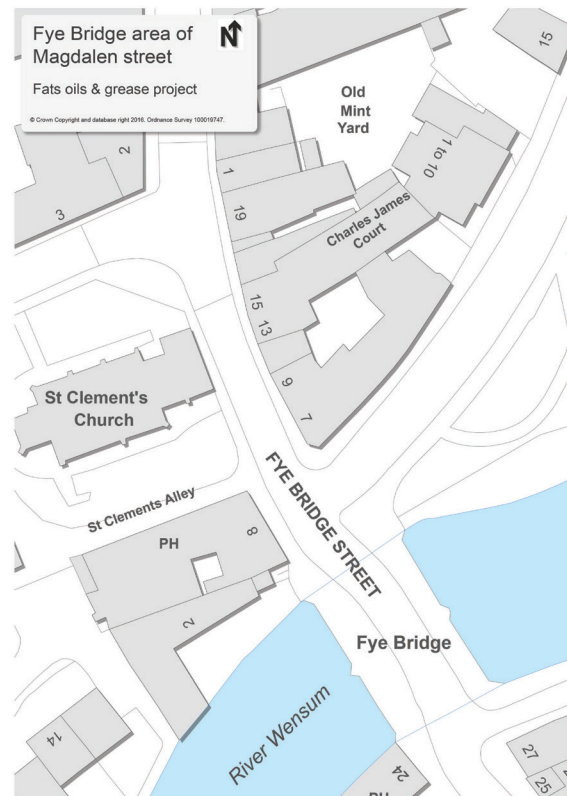 Fye Bridge area of
Magdalen street
N
Fats oils & grease project
© Crown Copyright and database right 2016. Ordnance Survey 100019747.
15
Old
Mint
Yard
2
1
1 to 10
3
19
Charles James
Court
15
13
9
7
St Clement's
Church
FYE BRIDGE STREET
St Clements Alley
PH
8
2
Fye Bridge
River Wensum
14
24
PH
27
25